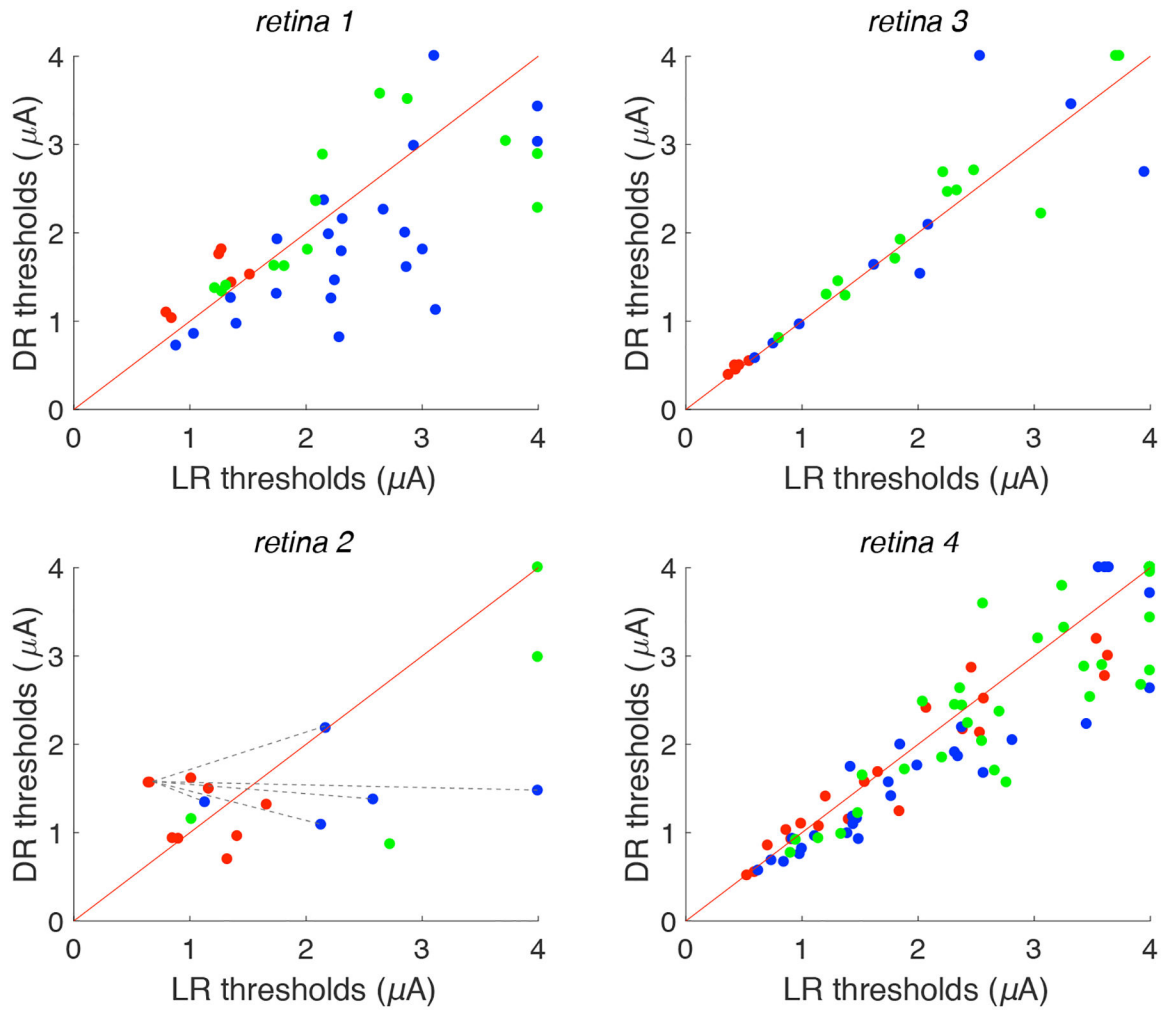 retina 1
DR thresholds (μA)
4
3
2
1
0
0 1 2 3 4
LR thresholds (μA)
retina 3
DR thresholds (μA)
4
3
2
1
0
0 1 2 3 4
LR thresholds (μA)
retina 2
DR thresholds (μA)
4
3
2
1
0
0 1 2 3 4
LR thresholds (μA)
retina 4
DR thresholds (μA)
4
3
2
1
0
0 1 2 3 4
LR thresholds (μA)